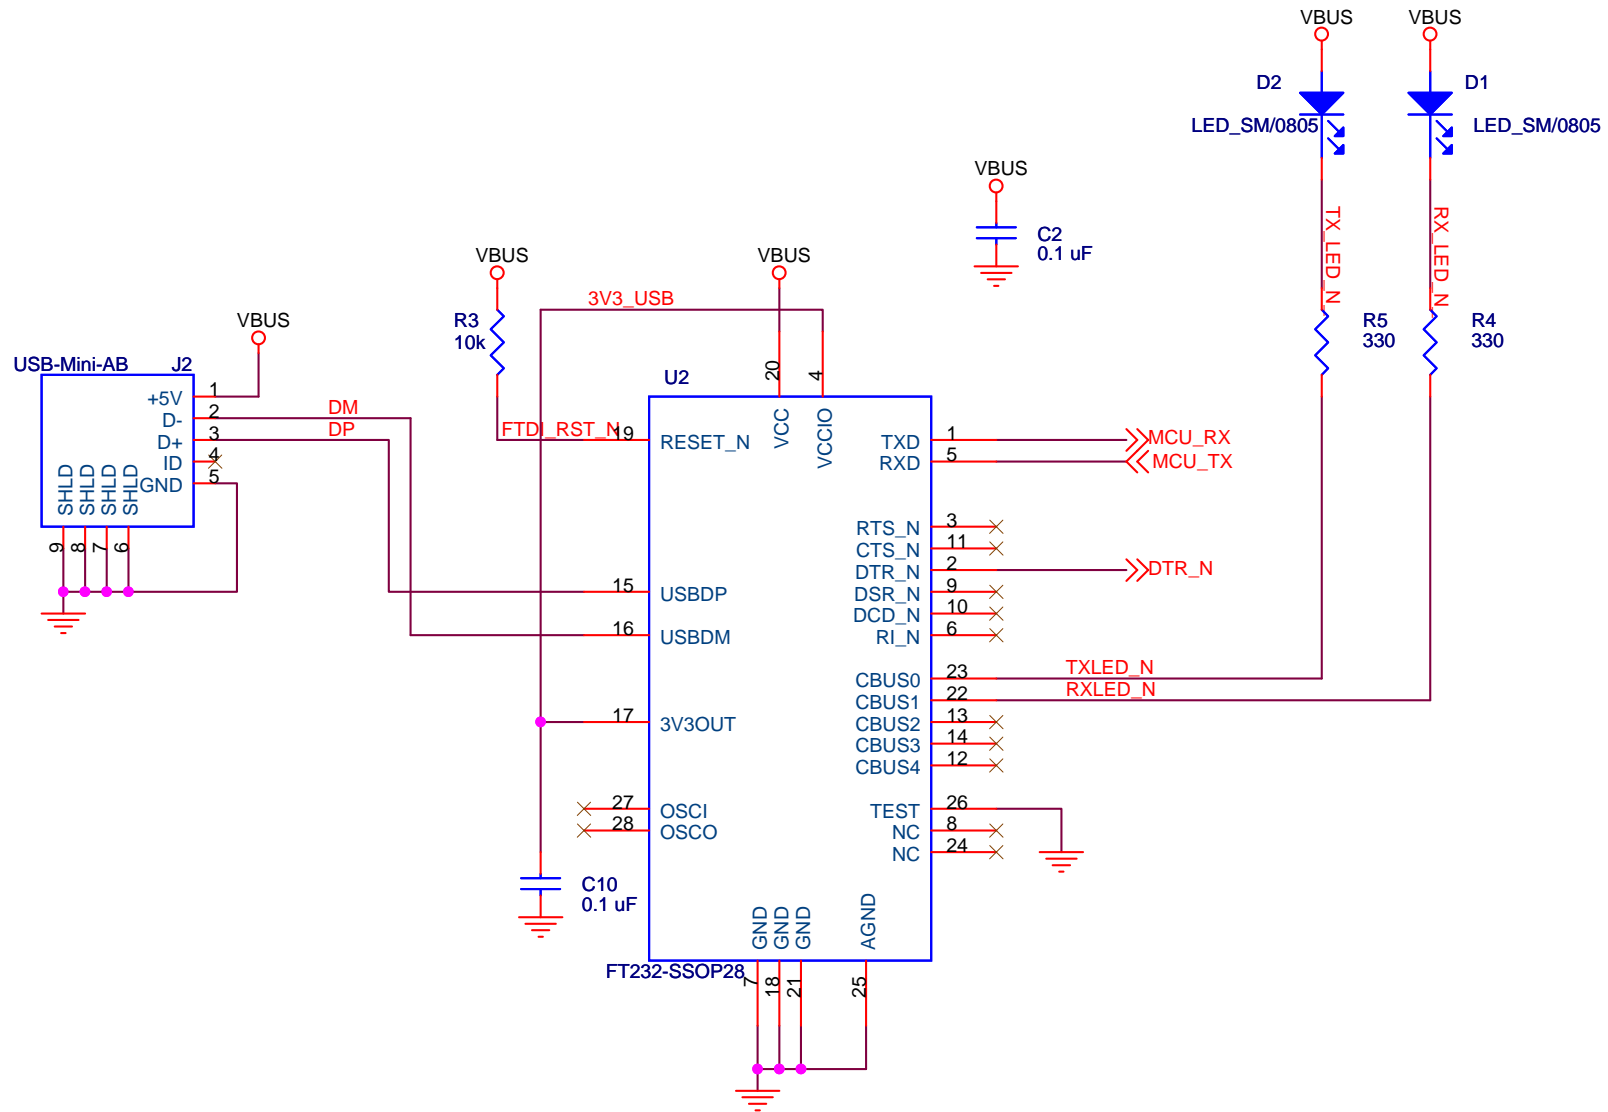 VBUS
VBUS
D2
D1
LED_SM/0805
LED_SM/0805
VBUS
TX_LED_N
RX_LED_N
C2
0.1 uF
VBUS
VBUS
3V3_USB
VBUS
R3
10k
R5
330
R4
330
USB-Mini-AB
J2
U2
20
4
1
+5V
2
D-
DM
3
D+
DP
4
ID
5
GND
SHLD
SHLD
SHLD
SHLD
9
8
7
6
FTDI_RST_N
19
RESET_N
VCC
VCCIO
TXD
1
MCU_RX
RXD
5
MCU_TX
RTS_N
3
CTS_N
11
DTR_N
2
DTR_N
DSR_N
9
DCD_N
10
RI_N
6
15
USBDP
16
USBDM
CBUS0
23
TXLED_N
CBUS1
22
RXLED_N
CBUS2
13
CBUS3
14
CBUS4
12
17
3V3OUT
27
OSCI
28
OSCO
TEST
26
NC
8
NC
24
C10
0.1 uF
GND
GND
GND
AGND
FT232-SSOP28
7
18
21
25